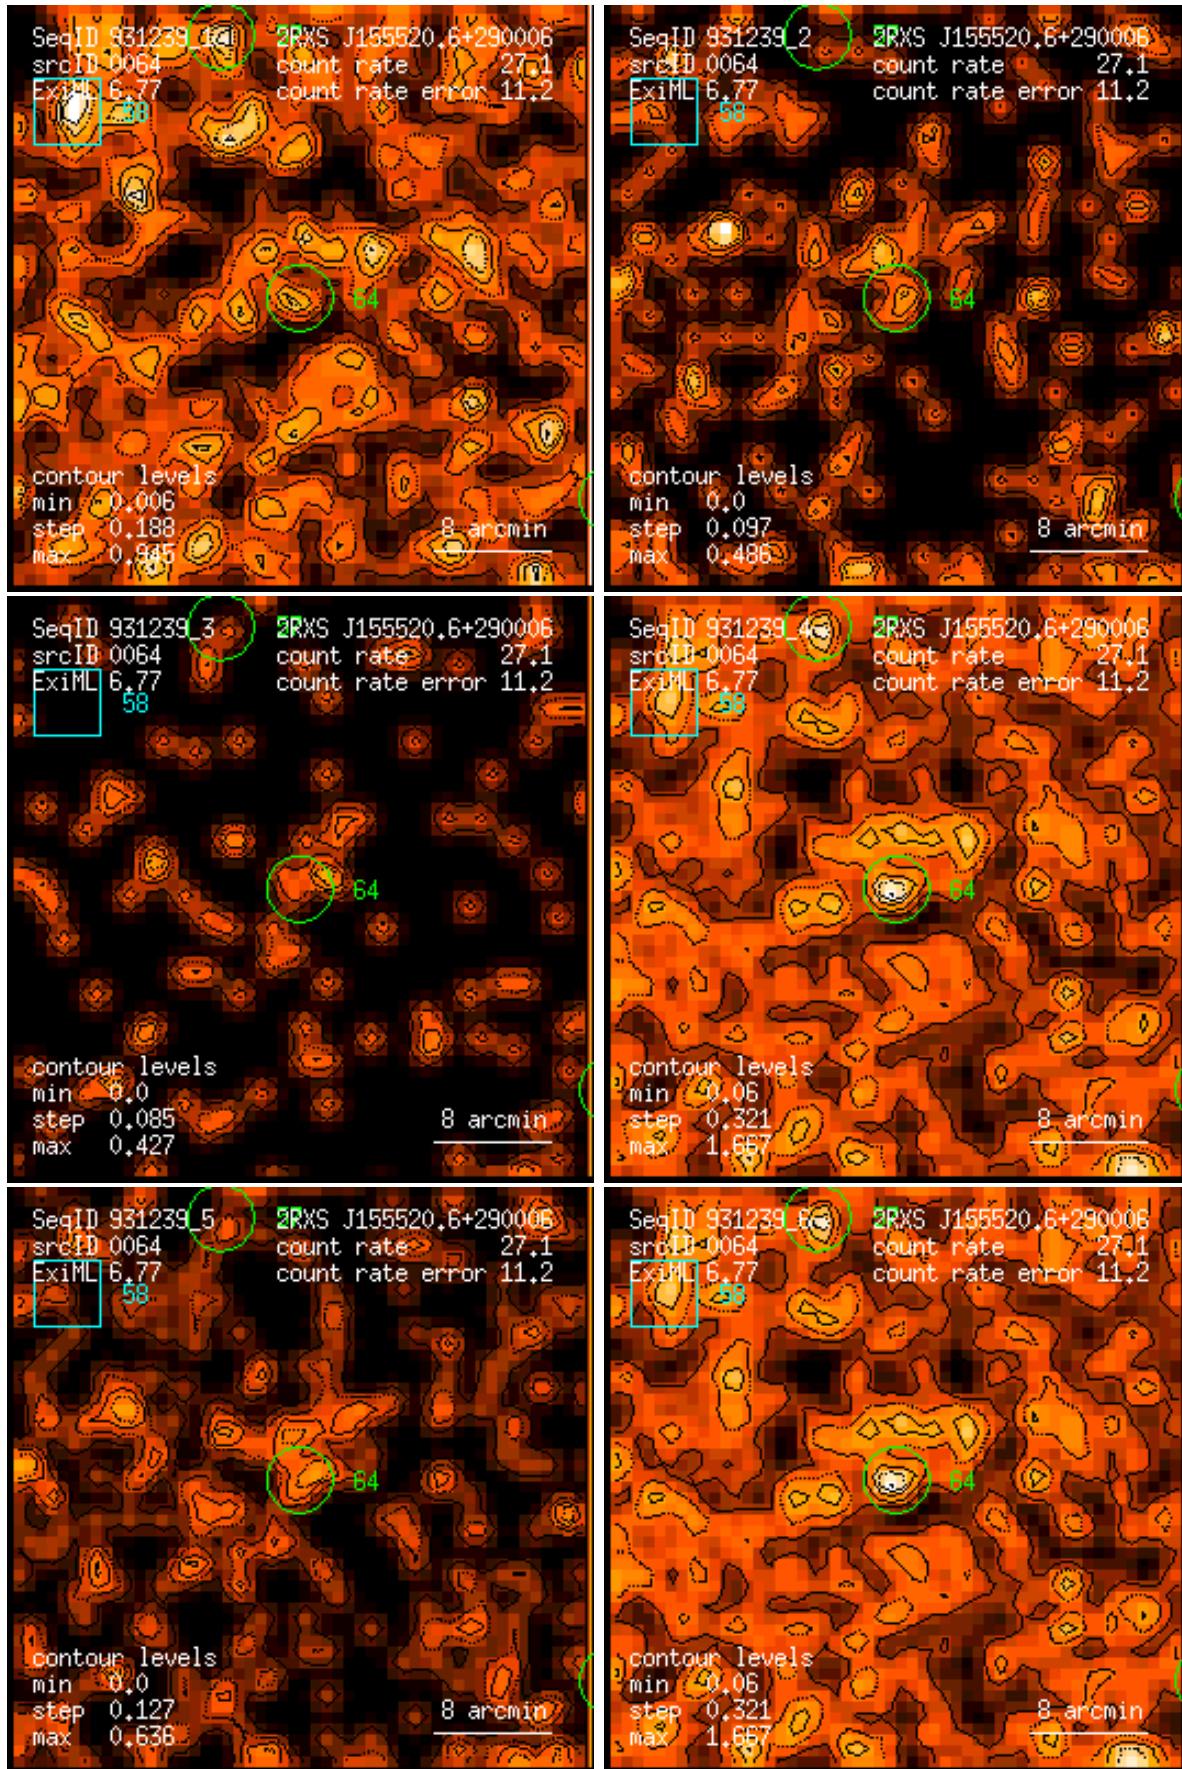 SeqID 931239_1 2RXS J155520.6+290006
srcID 0064 count rate 27.1
ExiML 6.77 count rate error 11.2
58
64
contour levels
min 0.006
step 0.188 8 arcmin
max 0.945
SeqID 931239_2 2RXS J155520.6+290006
srcID 0064 count rate 27.1
ExiML 6.77 count rate error 11.2
58
64
contour levels
min 0.0
step 0.097 8 arcmin
max 0.486
SeqID 931239_3 2RXS J155520.6+290006
srcID 0064 count rate 27.1
ExiML 6.77 count rate error 11.2
58
64
contour levels
min 0.0
step 0.085 8 arcmin
max 0.427
SeqID 931239_4 2RXS J155520.6+290006
srcID 0064 count rate 27.1
ExiML 6.77 count rate error 11.2
58
64
contour levels
min 0.06
step 0.321 8 arcmin
max 1.667
SeqID 931239_5 2RXS J155520.6+290006
srcID 0064 count rate 27.1
ExiML 6.77 count rate error 11.2
58
64
contour levels
min 0.0
step 0.127 8 arcmin
max 0.636
SeqID 931239_6 2RXS J155520.6+290006
srcID 0064 count rate 27.1
ExiML 6.77 count rate error 11.2
58
64
contour levels
min 0.06
step 0.321 8 arcmin
max 1.667